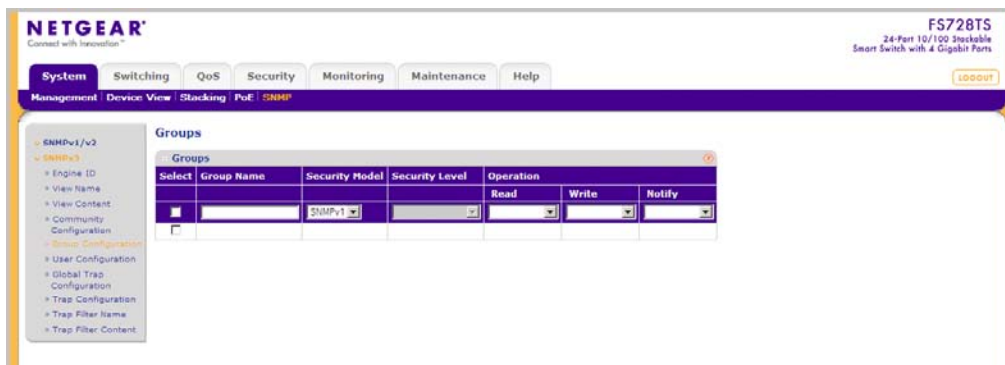 NETGEAR®
Connect with Innovation™
FS728TS
24-Port 10/100 Stackable
Smart Switch with 4 Gigabit Ports
System Switching QoS Security Monitoring Maintenance Help
LOGOUT
Management Device View Stacking PoE SNMP
SNMPv1/v2
SNMPv3
Engine ID
View Name
View Content
Community
Configuration
Group Configuration
User Configuration
Global Trap
Configuration
Trap Configuration
Trap Filter Name
Trap Filter Content
Groups
Groups
Select Group Name Security Model Security Level Operation
Read Write Notify
SNMPv1